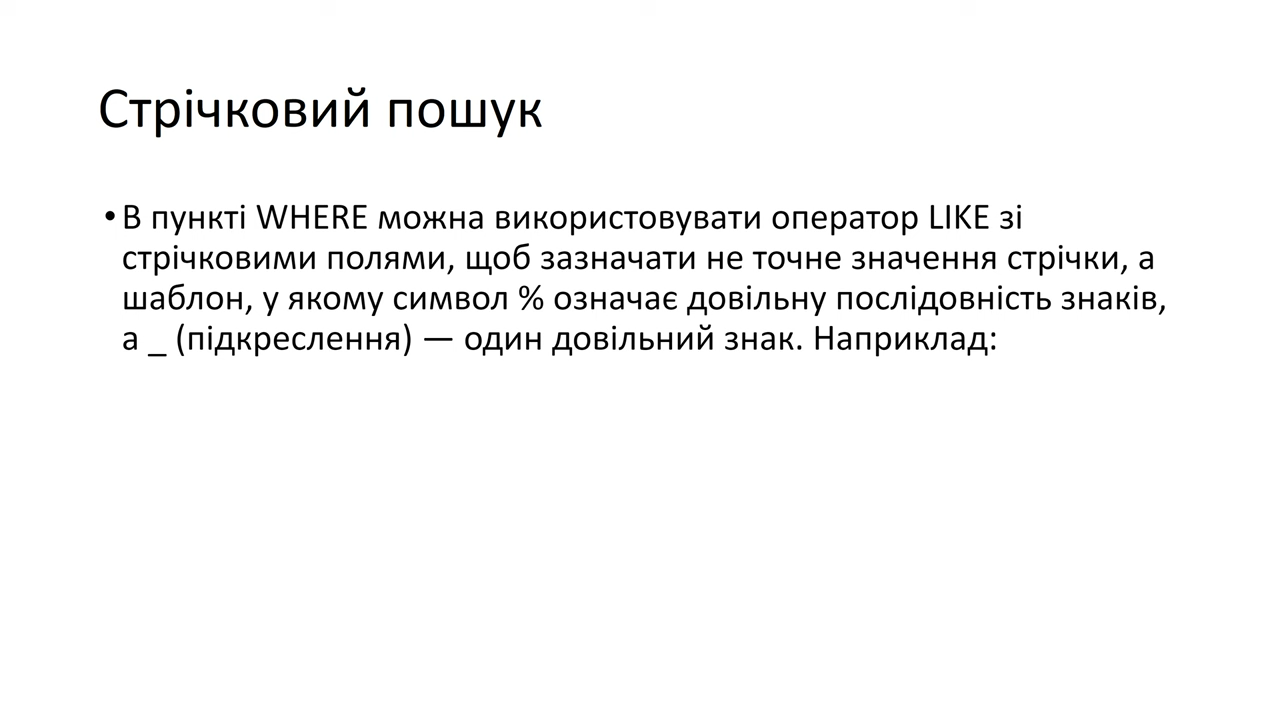 Стрічковий пошук
• В пункті WHERE можна використовувати оператор LIKE зі
стрічковими полями, щоб зазначати не точне значення стрічки, а
шаблон, у якому символ % означає довільну послідовність знаків,
а _ (підкреслення) — один довільний знак. Наприклад: